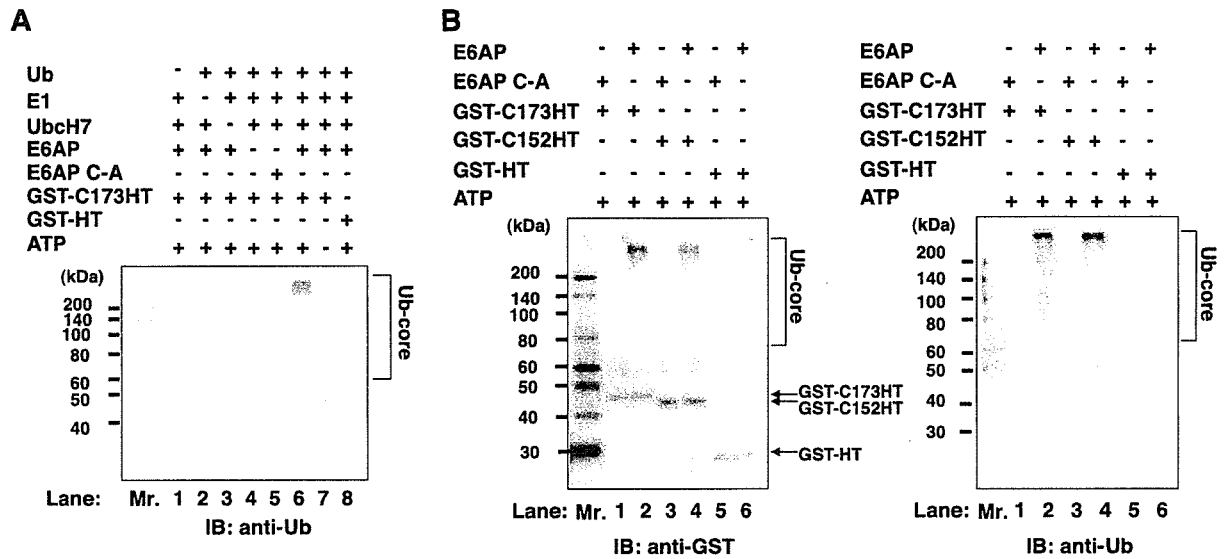 A
Ub - + + + + + + +
E1 + - + + + + + +
UbcH7 + + - + + + + +
E6AP + + + - - + + +
E6AP C-A - - - - + - - -
GST-C173HT + + + + + + + -
GST-HT - - - - - - - +
ATP + + + + + + - +
(kDa)
200
140
100
80
60
50
40
Ub-core
Lane: Mr. 1 2 3 4 5 6 7 8
IB: anti-Ub
B
E6AP - + - + - +
E6AP C-A + - + - + -
GST-C173HT + + - - - -
GST-C152HT - - + + - -
GST-HT - - - - + +
ATP + + + + + +
(kDa)
200
140
100
80
60
50
40
30
Ub-core
GST-C173HT
GST-C152HT
GST-HT
Lane: Mr. 1 2 3 4 5 6
IB: anti-GST
E6AP - + - + - +
E6AP C-A + - + - + -
GST-C173HT + + - - - -
GST-C152HT - - + + - -
GST-HT - - - - + +
ATP + + + + + +
(kDa)
200
140
100
80
60
50
40
30
Ub-core
Lane: Mr. 1 2 3 4 5 6
IB: anti-Ub